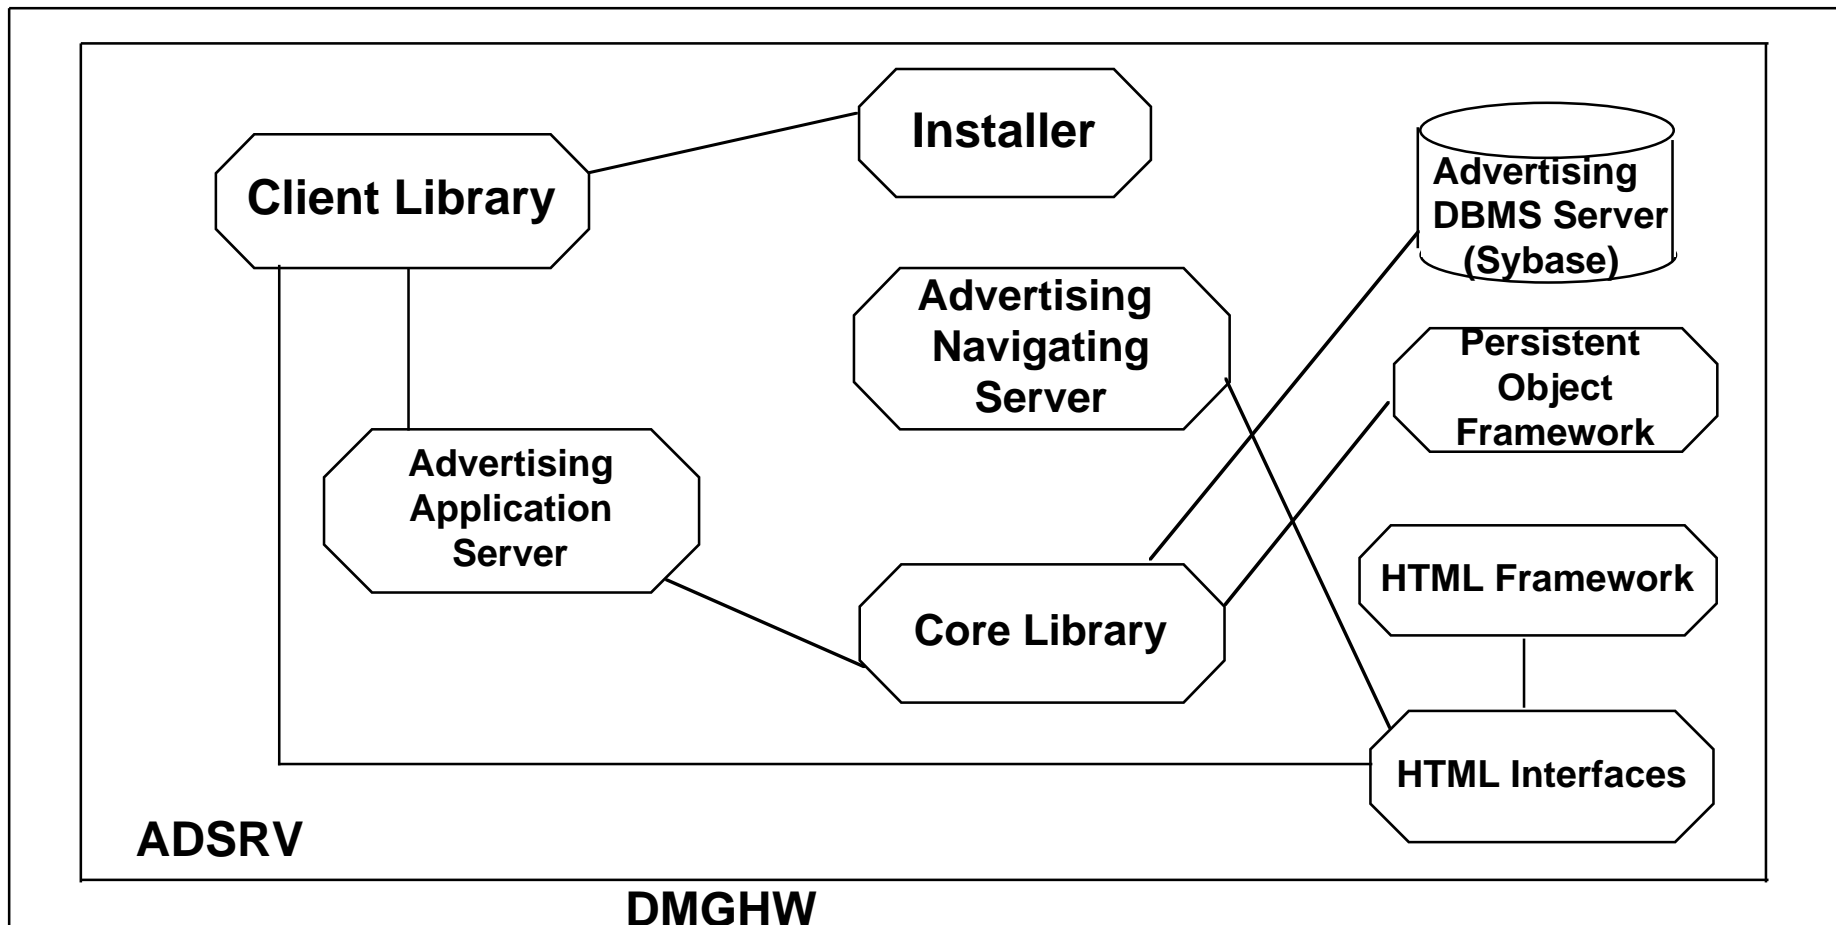 Installer
Client Library
Advertising
DBMS Server
(Sybase)
Advertising
Navigating
Server
Persistent
Object
Framework
Advertising
Application
Server
HTML Framework
Core Library
HTML Interfaces
ADSRV
DMGHW